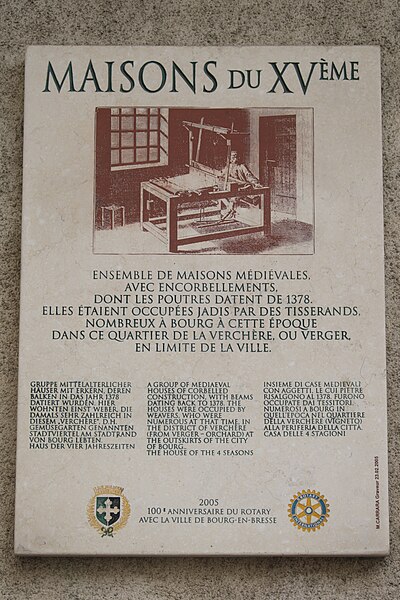 MAISONS DU XVÈME
ENSEMBLE DE MAISONS MÉDIÉVALES,
AVEC ENCORBELLEMENTS,
DONT LES POUTRES DATENT DE 1378.
ELLES ÉTAIENT OCCUPÉES JADIS PAR DES TISSERANDS,
NOMBREUX À BOURG À CETTE ÉPOQUE
DANS CE QUARTIER DE LA VERCHÈRE, OU VERGER,
EN LIMITE DE LA VILLE.
GRUPPE MITTELALTERLICHER
HÄUSER MIT ERKERN, DEREN
BALKEN IN DAS JAHR 1378
DATIERT WURDEN. HIER
WOHNTEN EINST WEBER, DIE
DAMALS SEHR ZAHLREICH IN
DIESEM „VERCHÈRE", D.H.
GEMÜSEGARTEN GENANNTEN
STADTVIERTEL AM STADTRAND
VON BOURG LEBTEN.
HAUS DER VIER JAHRESZEITEN
A GROUP OF MEDIAEVAL
HOUSES OF CORBELLED
CONSTRUCTION, WITH BEAMS
DATING BACK TO 1378. THE
HOUSES WERE OCCUPIED BY
WEAVERS, WHO WERE
NUMEROUS AT THAT TIME, IN
THE DISTRICT OF VERCHÈRE
(FROM VERGER = ORCHARD) AT
THE OUTSKIRTS OF THE CITY
OF BOURG.
THE HOUSE OF THE 4 SEASONS
INSIEME DI CASE MEDIEVALI
CON AGGETTI, LE CUI PIETRE
RISALGONO AL 1378. FURONO
OCCUPATE DAI TESSITORI,
NUMEROSI A BOURG IN
QUELL'EPOCA NEL QUARTIERE
DELLA VERCHÈRE (VIGNETO)
ALLA PERIFERIA DELLA CITTÀ.
CASA DELLE 4 STAGIONI
2005
100E ANNIVERSAIRE DU ROTARY
AVEC LA VILLE DE BOURG-EN-BRESSE
M.CARRARA Graveur 23.02.2005